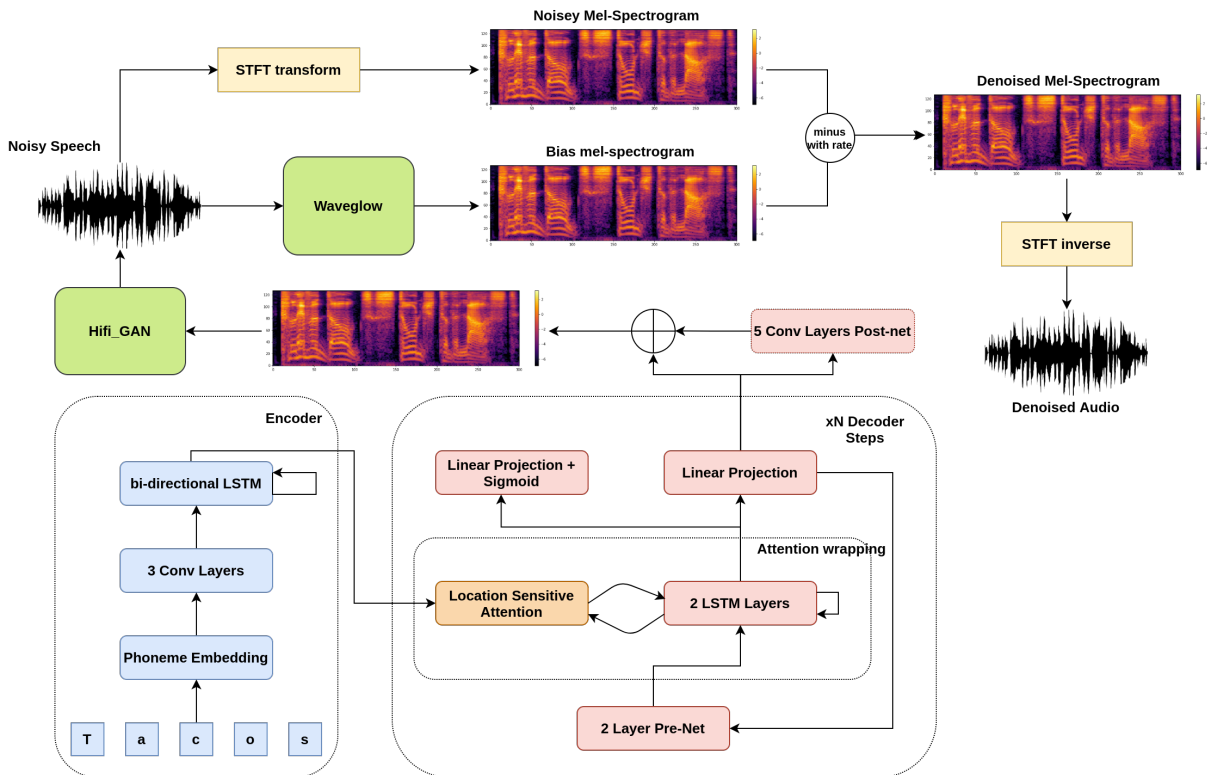 Noisey Mel-Spectrogram
STFT transform
Denoised Mel-Spectrogram
minus
with rate
Noisy Speech
Bias mel-spectrogram
Waveglow
STFT inverse
Hifi_GAN
5 Conv Layers Post-net
Denoised Audio
Encoder
xN Decoder
Steps
bi-directional LSTM
Linear Projection +
Sigmoid
Linear Projection
Attention wrapping
3 Conv Layers
Location Sensitive
Attention
2 LSTM Layers
Phoneme Embedding
2 Layer Pre-Net
T a c o s